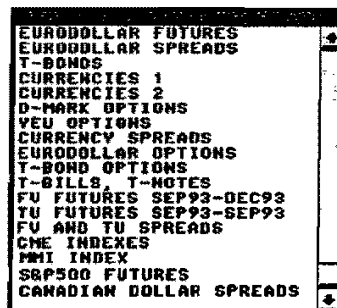 EURODOLLAR FUTURES
EURODOLLAR SPREADS
T-BONDS
CURRENCIES 1
CURRENCIES 2
D-MARK OPTIONS
YEU OPTIONS
CURRENCY SPREADS
EURODOLLAR OPTIONS
T-BOND OPTIONS
T-BILLS, T-NOTES
FV FUTURES SEP93-DEC93
TU FUTURES SEP93-SEP93
FV AND TU SPREADS
CME INDEXES
MMI INDEX
S&P500 FUTURES
CANADIAN DOLLAR SPREADS